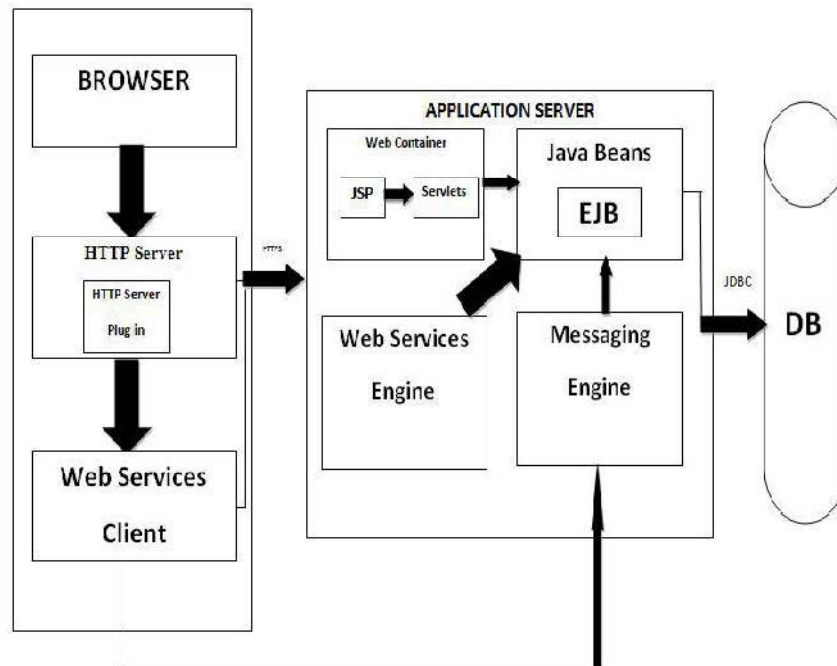 BROWSER
HTTP Server
HTTP Server
Plug in
Web Services
Client
HTTPS
APPLICATION SERVER
Web Container
JSP
Servlets
Java Beans
EJB
Web Services
Engine
Messaging
Engine
JDBC
DB